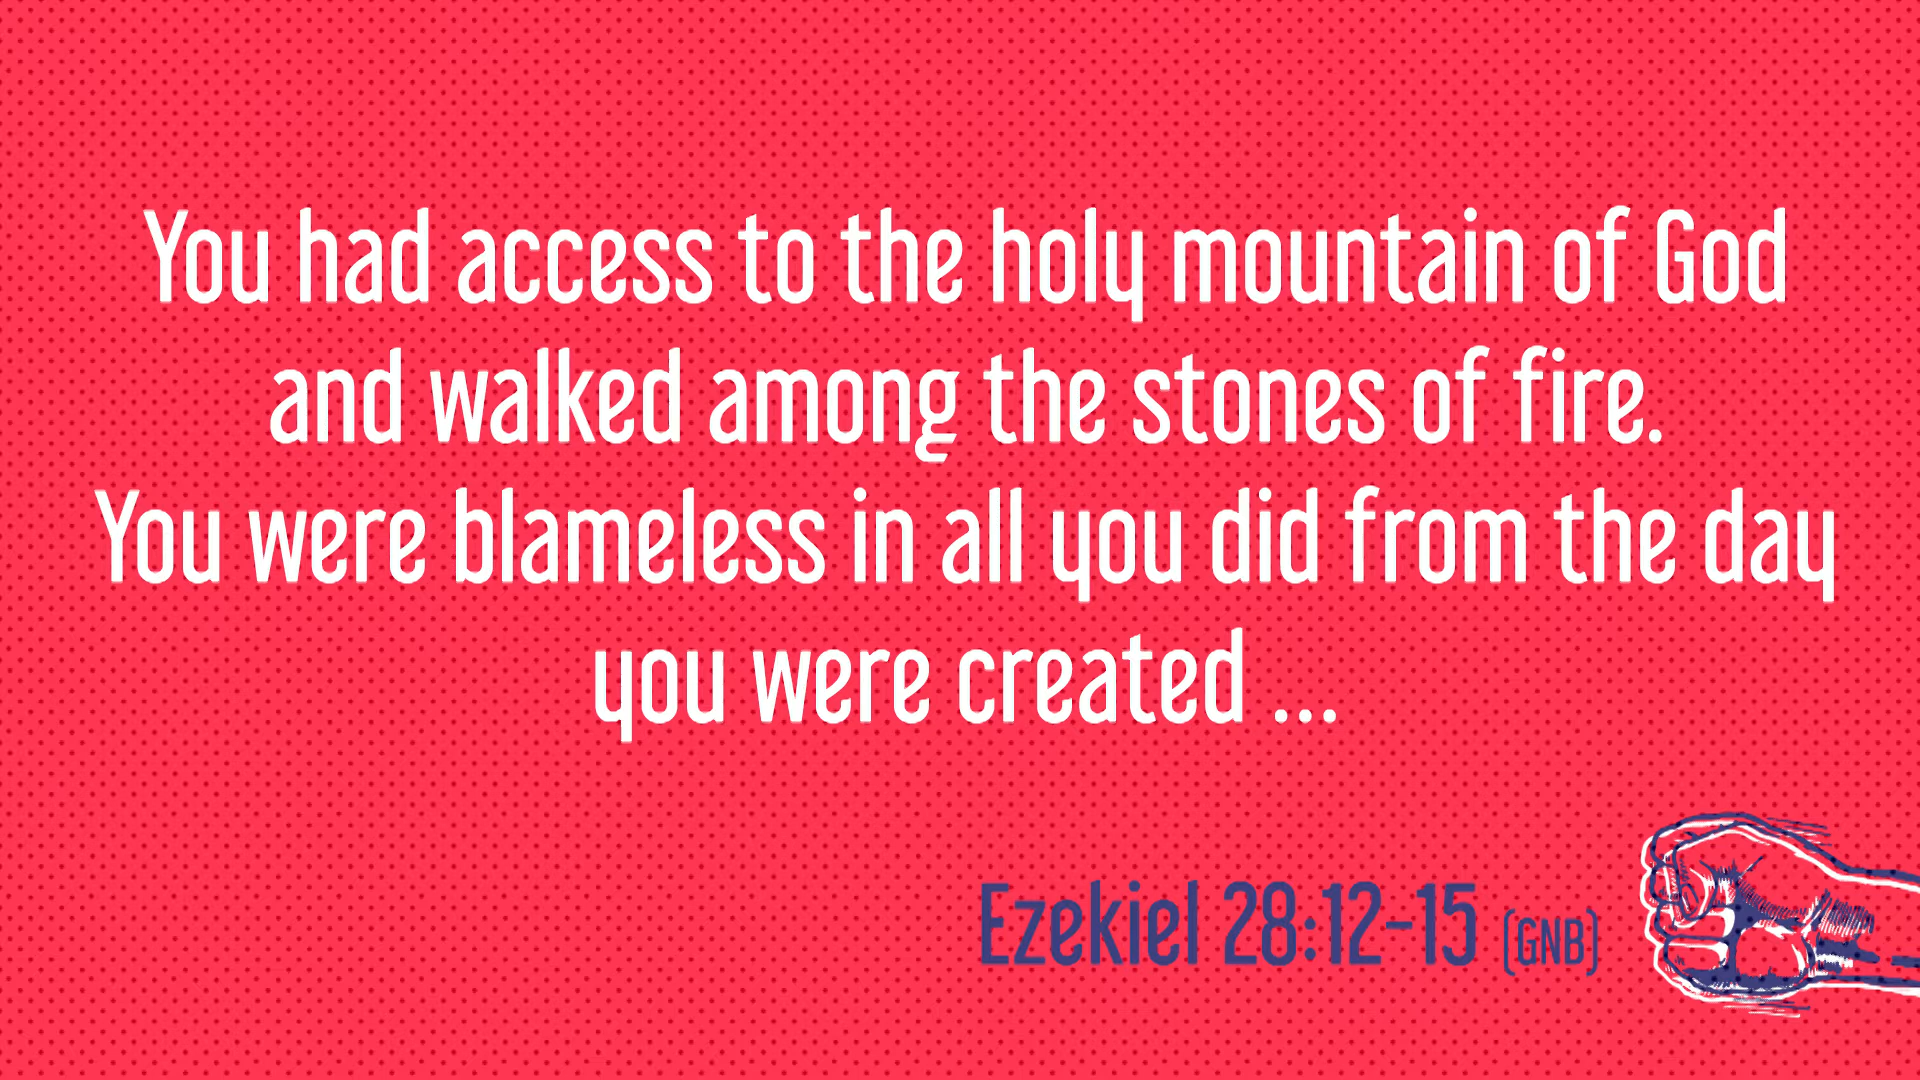 You had access to the holy mountain of God
and walked among the stones of fire.
You were blameless in all you did from the day
you were created ...
Ezekiel 28:12-15 (GNB)